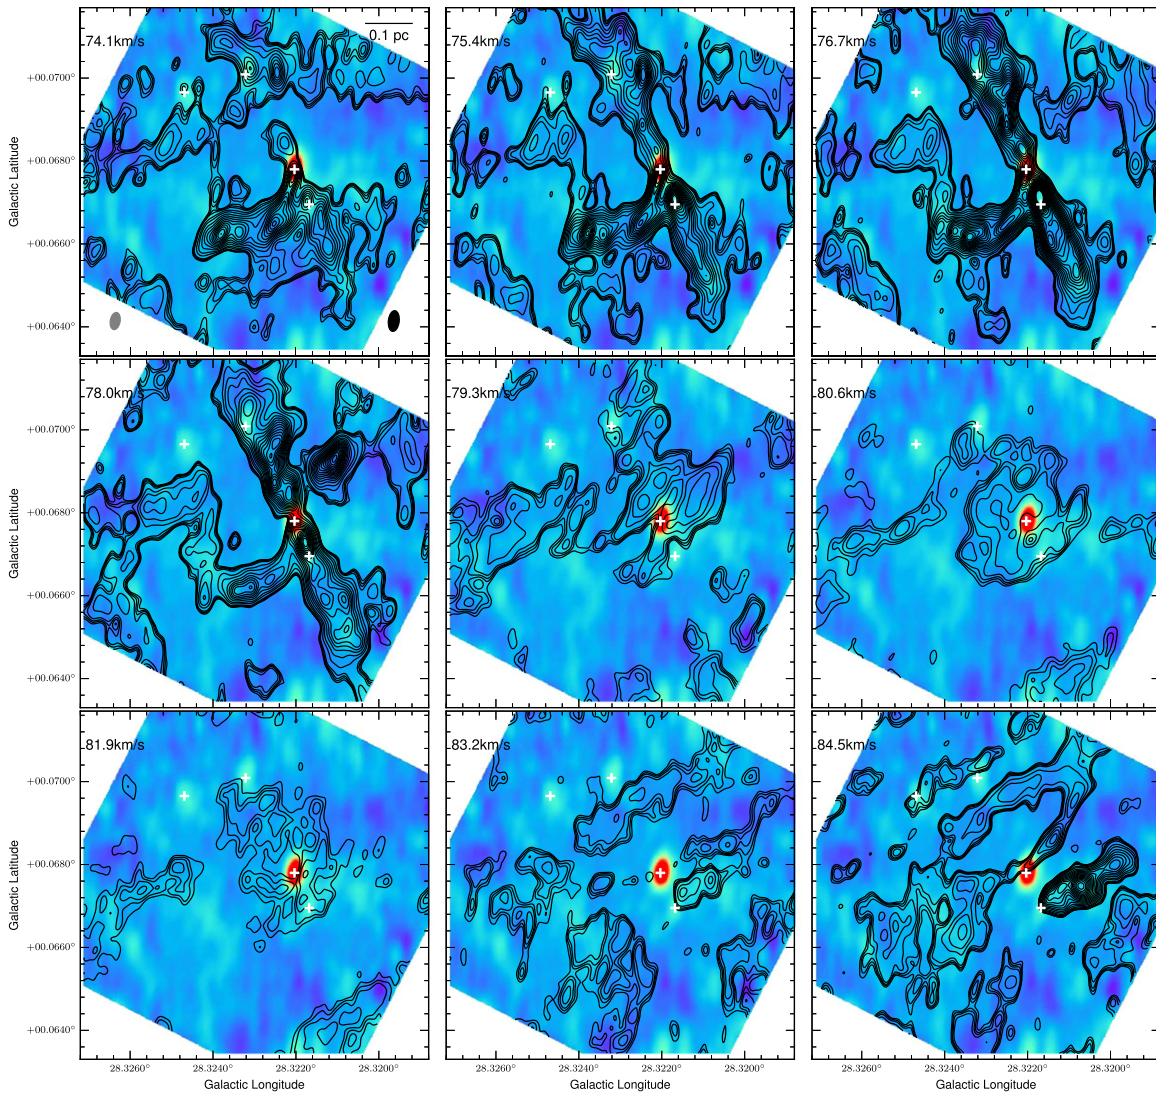 74.1km/s
0.1 pc
75.4km/s
76.7km/s
+00.0700°
+00.0680°
+00.0660°
+00.0640°
Galactic Latitude
78.0km/s
79.3km/s
80.6km/s
+00.0700°
+00.0680°
+00.0660°
+00.0640°
Galactic Latitude
81.9km/s
83.2km/s
84.5km/s
+00.0700°
+00.0680°
+00.0660°
+00.0640°
Galactic Latitude
28.3260° 28.3240° 28.3220° 28.3200°
28.3260° 28.3240° 28.3220° 28.3200°
28.3260° 28.3240° 28.3220° 28.3200°
Galactic Longitude
Galactic Longitude
Galactic Longitude